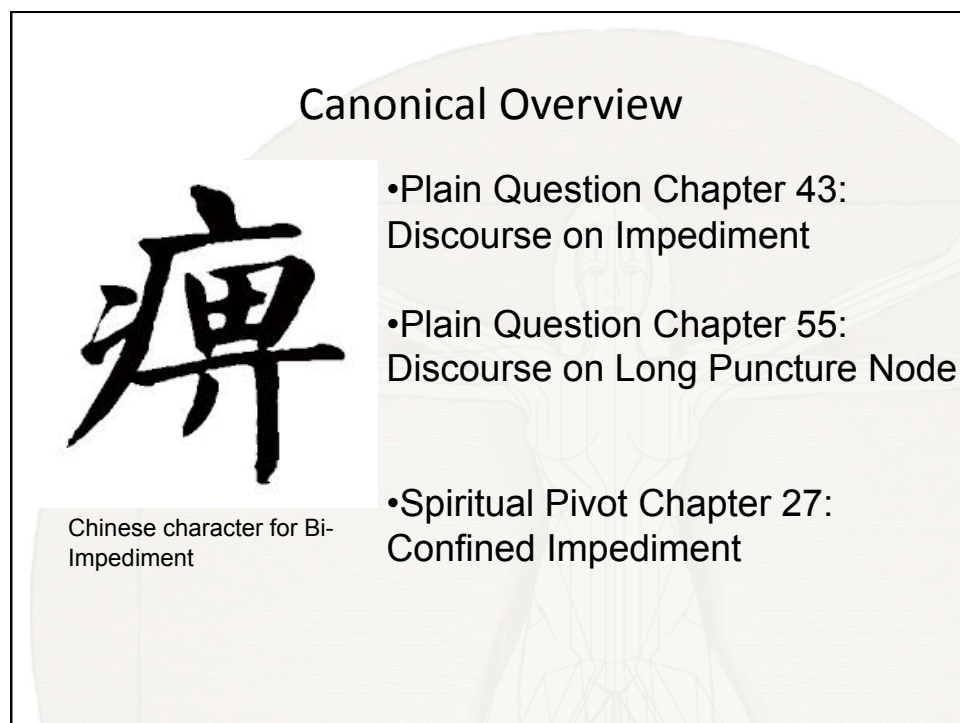 Canonical Overview
痺
Chinese character for Bi-
Impediment
•Plain Question Chapter 43:
Discourse on Impediment
•Plain Question Chapter 55:
Discourse on Long Puncture Node
•Spiritual Pivot Chapter 27:
Confined Impediment